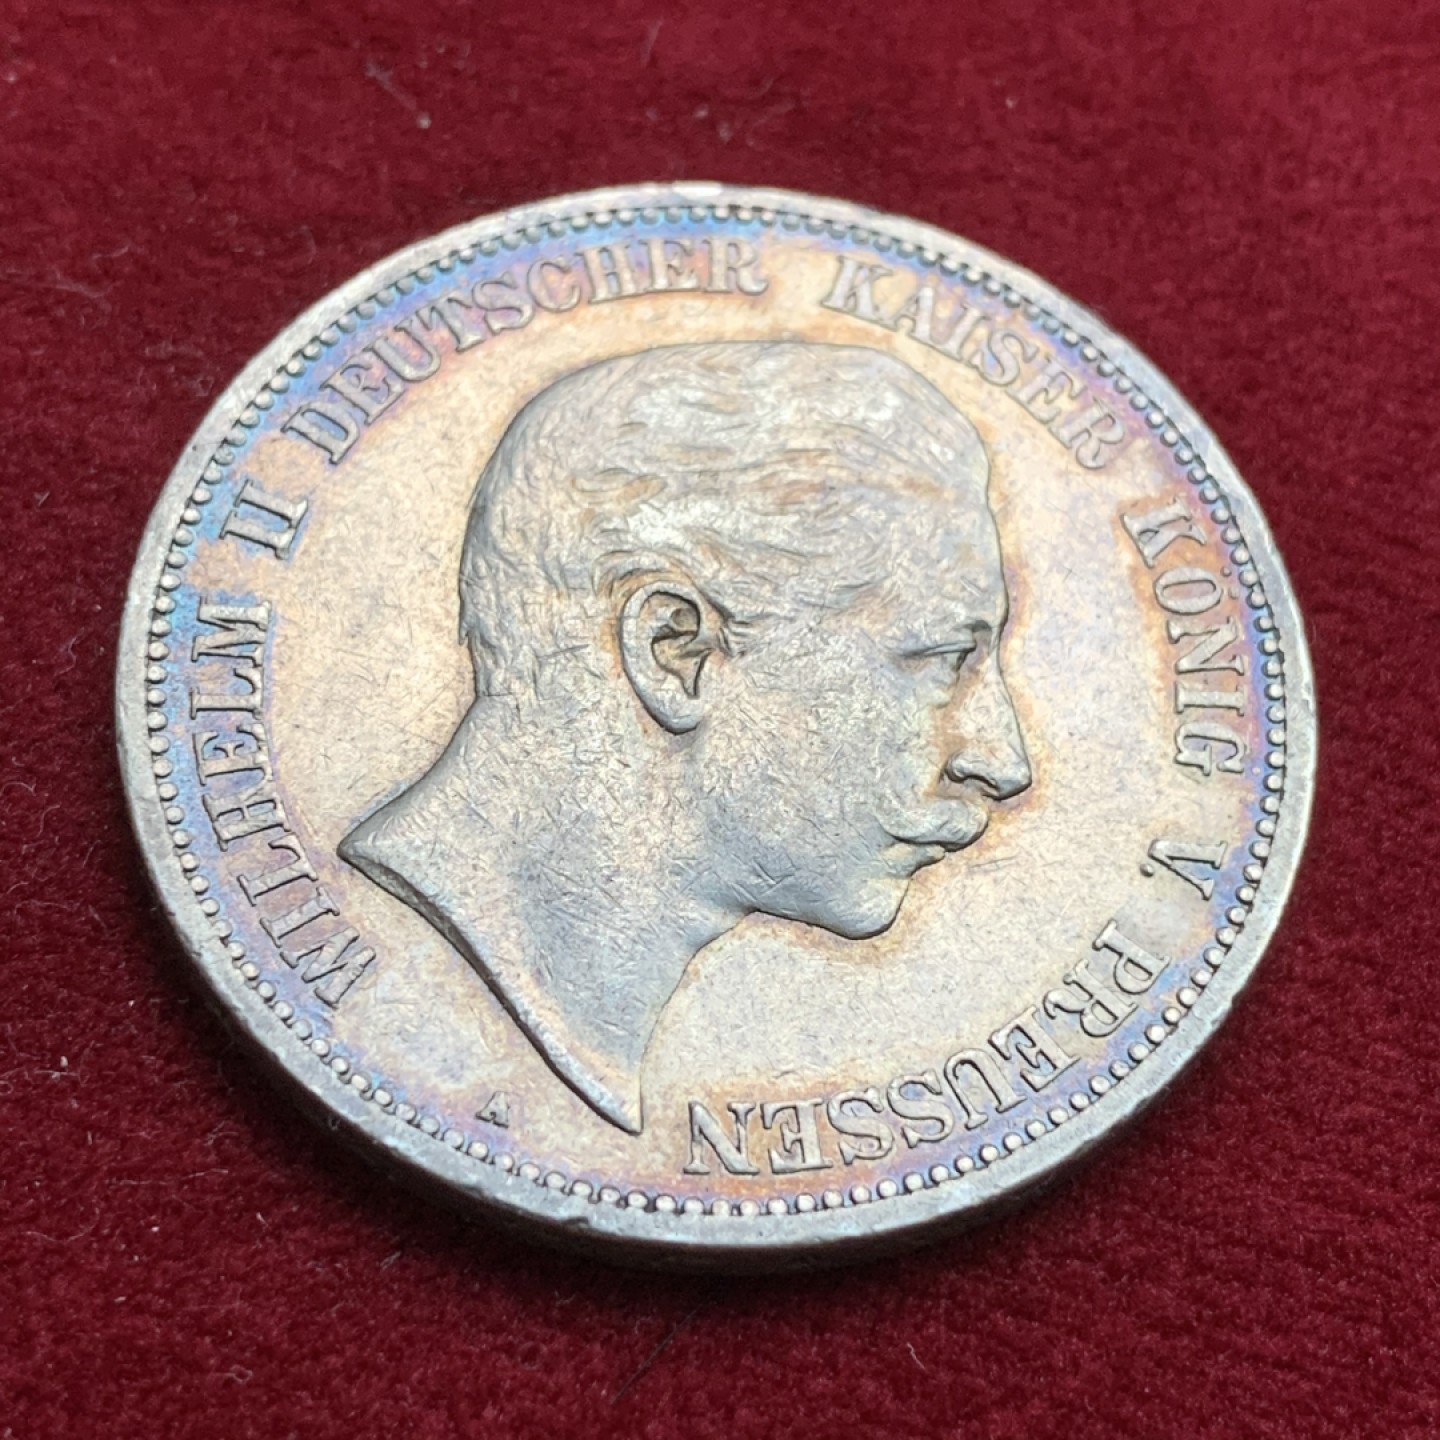 WILHELM II DEUTSCHER KAISER KÖNIG V. PREUSSEN
A